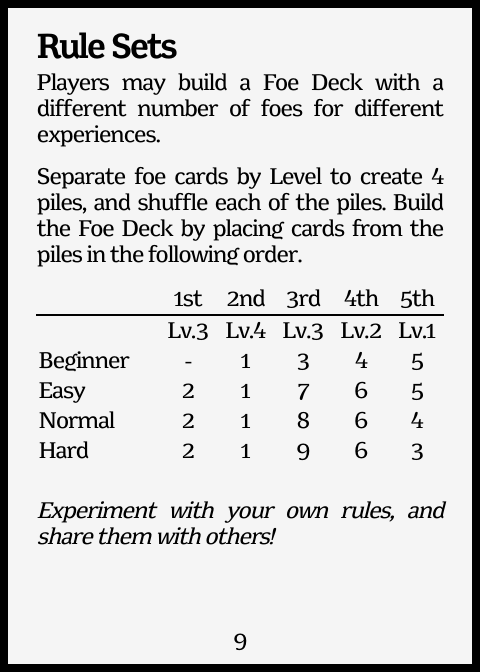 Rule Sets
Players may build a Foe Deck with a
different number of foes for different
experiences.
Separate foe cards by Level to create 4
piles, and shuffle each of the piles. Build
the Foe Deck by placing cards from the
piles in the following order.
1st 2nd 3rd 4th 5th
Lv.3 Lv.4 Lv.3 Lv.2 Lv.1
Beginner - 1 3 4 5
Easy 2 1 7 6 5
Normal 2 1 8 6 4
Hard 2 1 9 6 3
Experiment with your own rules, and
share them with others!
9